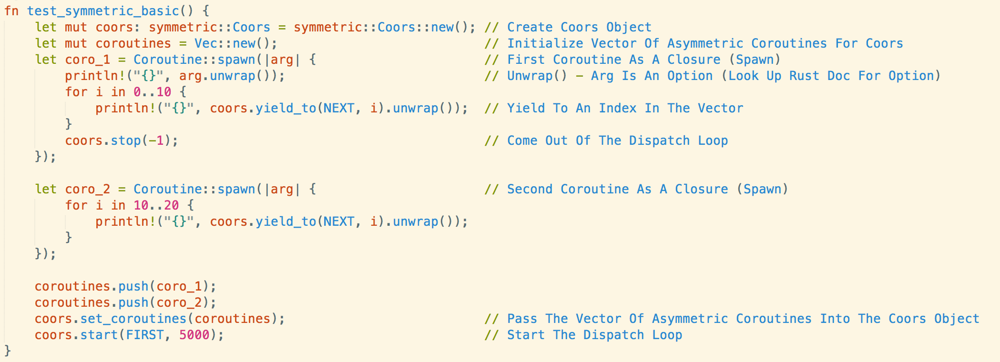 fn test_symmetric_basic() {
    let mut coors: symmetric::Coors = symmetric::Coors::new(); // Create Coors Object
    let mut coroutines = Vec::new();                           // Initialize Vector Of Asymmetric Coroutines For Coors
    let coro_1 = Coroutine::spawn(|arg| {                      // First Coroutine As A Closure (Spawn)
        println!("{}", arg.unwrap());                          // Unwrap() - Arg Is An Option (Look Up Rust Doc For Option)
        for i in 0..10 {
            println!("{}", coors.yield_to(NEXT, i).unwrap());  // Yield To An Index In The Vector
        }
        coors.stop(-1);                                        // Come Out Of The Dispatch Loop
    });

    let coro_2 = Coroutine::spawn(|arg| {                      // Second Coroutine As A Closure (Spawn)
        for i in 10..20 {
            println!("{}", coors.yield_to(NEXT, i).unwrap());
        }
    });

    coroutines.push(coro_1);
    coroutines.push(coro_2);
    coors.set_coroutines(coroutines);                          // Pass The Vector Of Asymmetric Coroutines Into The Coors Object
    coors.start(FIRST, 5000);                                  // Start The Dispatch Loop
}